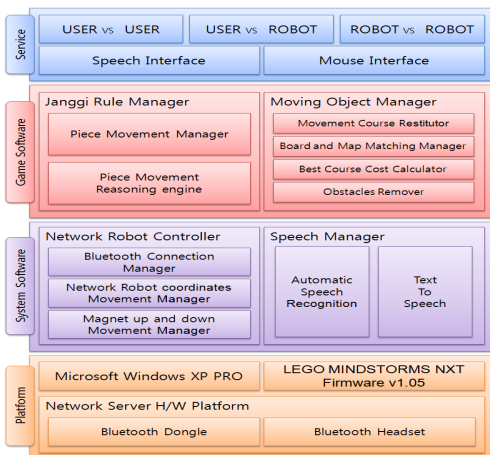 Service
USER vs USER
USER vs ROBOT
ROBOT vs ROBOT
Speech Interface
Mouse Interface
Game Software
Janggi Rule Manager
Piece Movement Manager
Piece Movement
Reasoning engine
Moving Object Manager
Movement Course Restitutor
Board and Map Matching Manager
Best Course Cost Calculator
Obstacles Remover
System Software
Network Robot Controller
Bluetooth Connection
Manager
Network Robot coordinates
Movement Manager
Magnet up and down
Movement Manager
Speech Manager
Automatic
Speech
Recognition
Text
To
Speech
Platform
Microsoft Windows XP PRO
LEGO MINDSTORMS NXT
Firmware v1.05
Network Server H/W Platform
Bluetooth Dongle
Bluetooth Headset